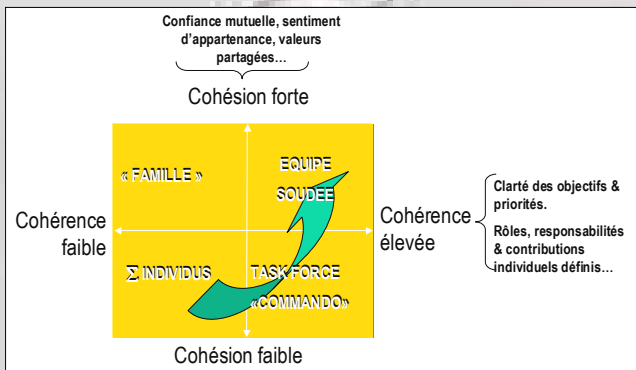 Confiance mutuelle, sentiment
d'appartenance, valeurs
partagées…
Cohésion forte
« FAMILLE »
EQUIPE
SOUDEE
Cohérence
faible
Cohérence
élevée
Clarté des objectifs &
priorités.
Rôles, responsabilités
& contributions
individuels définis…
∑ INDIVIDUS
TASK FORCE
«COMMANDO»
Cohésion faible